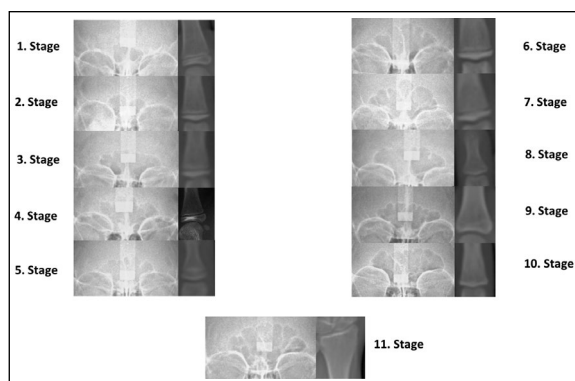 1. Stage
2. Stage
3. Stage
4. Stage
5. Stage
6. Stage
7. Stage
8. Stage
9. Stage
10. Stage
11. Stage